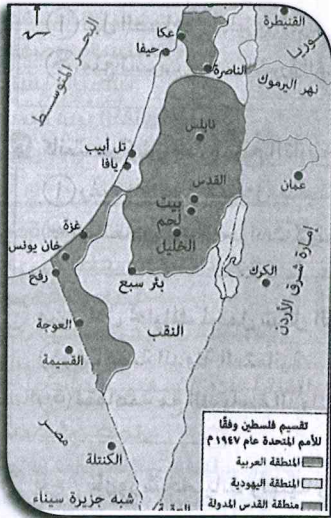 القنيطرة
سوريا
عكا
حيفا
الناصرة
نهر اليرموك
البحر المتوسط
نابلس
تل أبيب
يافا
القدس
عمان
بيت
لحم
الخليل
غزة
خان يونس
رفح
بئر سبع
الكرك
إمارة شرق الأردن
العوجة
النقب
القسيمة
مصر
الكنتلة
شبه جزيرة سيناء
تقسيم فلسطين وفقًا
للأمم المتحدة عام ١٩٤٧ م
المنطقة العربية
المنطقة اليهودية
منطقة القدس المدولة